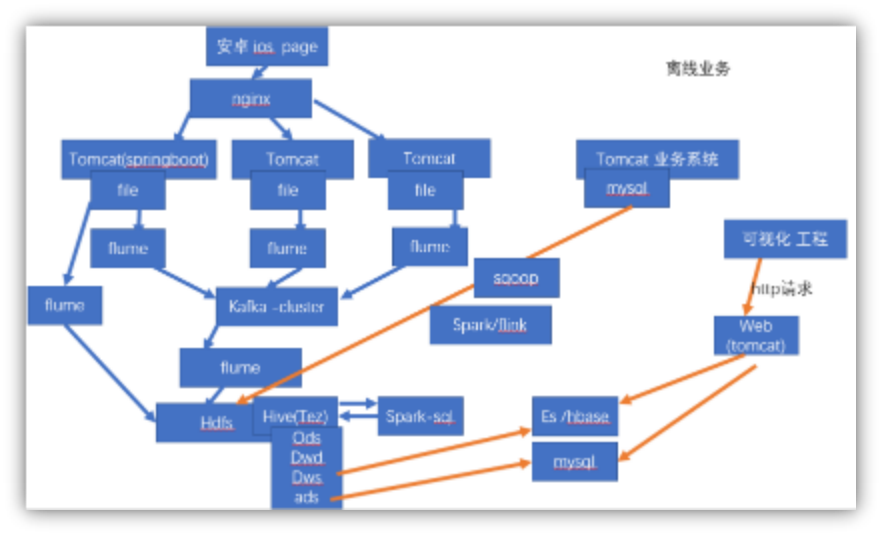 安卓 ios page
离线业务
nginx
Tomcat(springboot)
Tomcat
Tomcat
Tomcat 业务系统
file
file
file
mysql
flume
flume
flume
可视化 工程
sqoop
http请求
flume
Kafka -cluster
Spark/flink
Web
(tomcat)
flume
Hdfs
Hive(Tez)
Spark-sql
Es /hbase
Ods
Dwd
Dws
ads
mysql